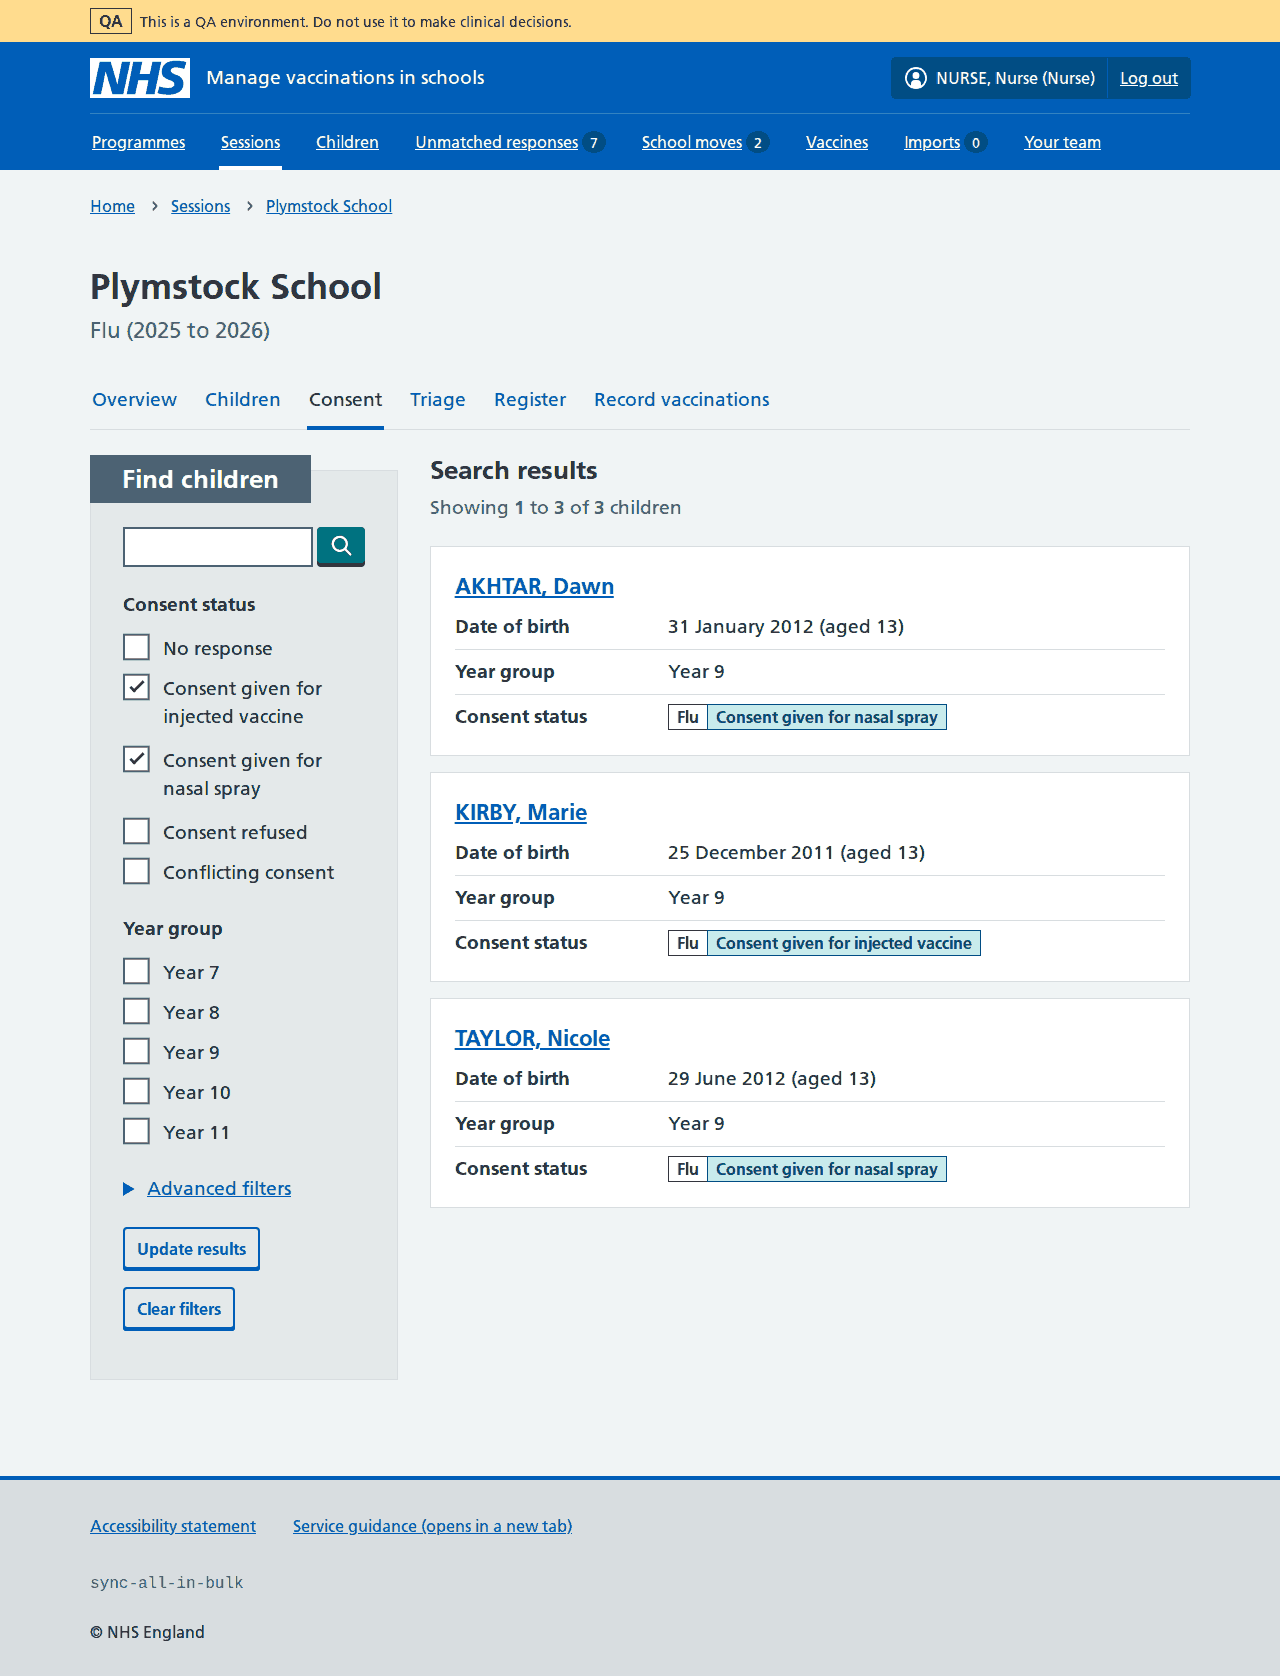 QA This is a QA environment. Do not use it to make clinical decisions.
NHS Manage vaccinations in schools NURSE, Nurse (Nurse) Log out
Programmes Sessions Children Unmatched responses 7 School moves 2 Vaccines Imports 0 Your team
Home Sessions Plymstock School
Plymstock School
Flu (2025 to 2026)
Overview Children Consent Triage Register Record vaccinations
Find children
Consent status
No response
Consent given for
injected vaccine
Consent given for
nasal spray
Consent refused
Conflicting consent
Year group
Year 7
Year 8
Year 9
Year 10
Year 11
Advanced filters
Update results
Clear filters
Search results
Showing 1 to 3 of 3 children
AKHTAR, Dawn
Date of birth 31 January 2012 (aged 13)
Year group Year 9
Consent status Flu Consent given for nasal spray
KIRBY, Marie
Date of birth 25 December 2011 (aged 13)
Year group Year 9
Consent status Flu Consent given for injected vaccine
TAYLOR, Nicole
Date of birth 29 June 2012 (aged 13)
Year group Year 9
Consent status Flu Consent given for nasal spray
Accessibility statement Service guidance (opens in a new tab)
sync-all-in-bulk
© NHS England